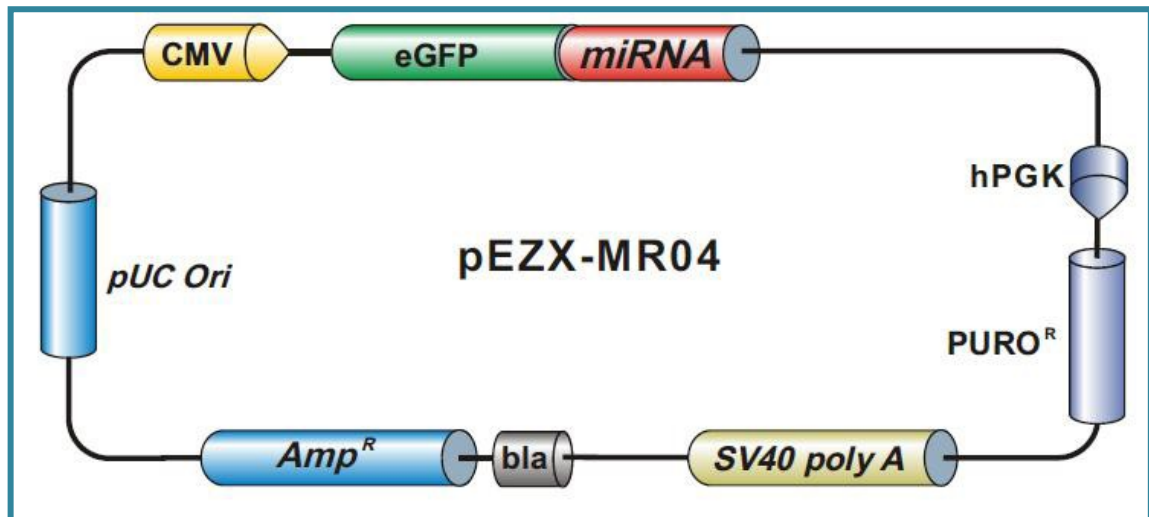 CMV
eGFP
miRNA
hPGK
pEZX-MR04
pUC Ori
PURO R
Amp R
bla
SV40 poly A